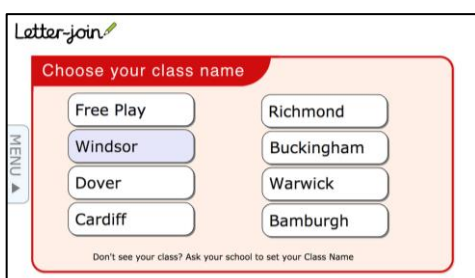 Letter-join
Choose your class name
Free Play
Windsor
Dover
Cardiff
Richmond
Buckingham
Warwick
Bamburgh
MENU ▲
Don't see your class? Ask your school to set your Class Name